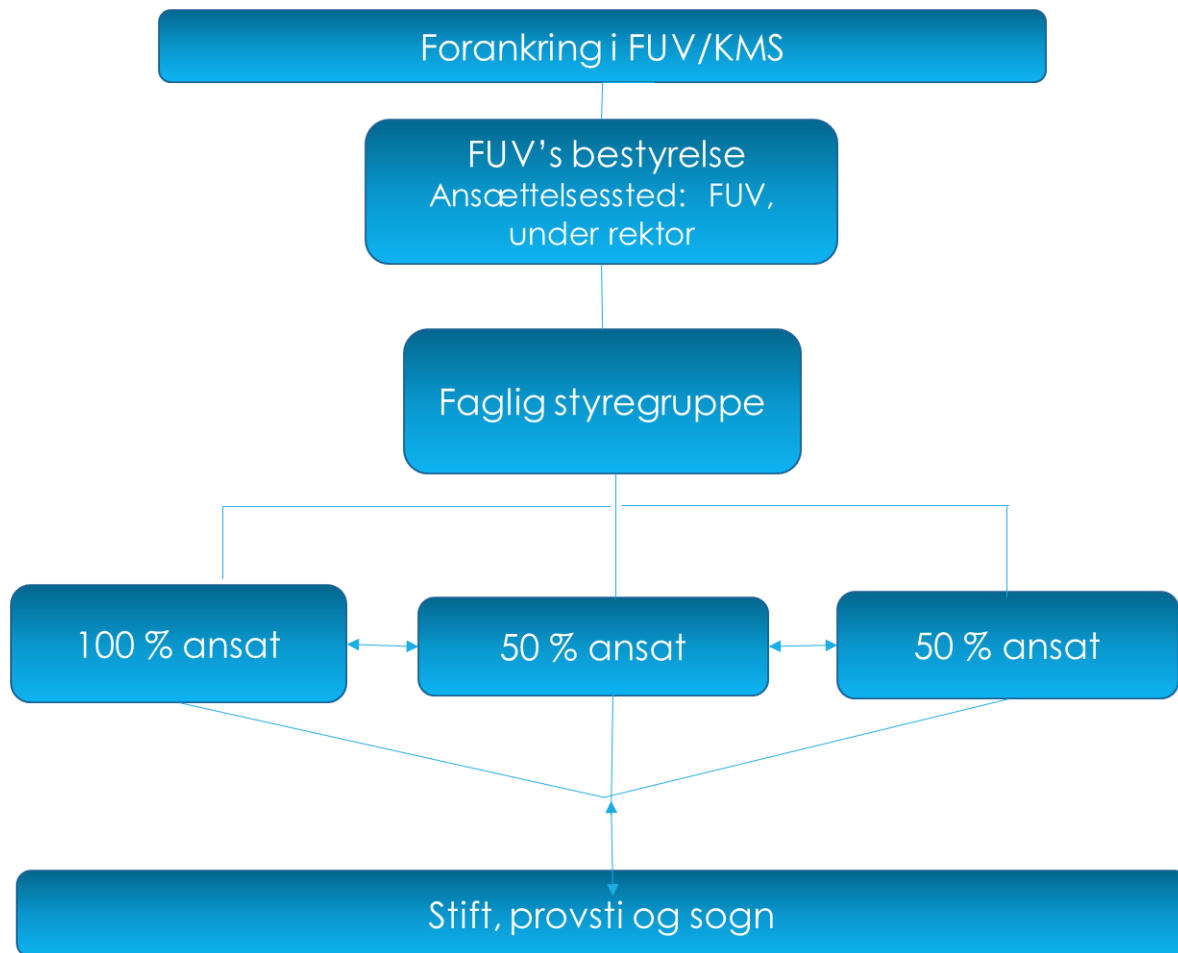 Forankring i FUV/KMS
FUV’s bestyrelse
Ansættelsessted: FUV,
under rektor
Faglig styregruppe
100 % ansat
50 % ansat
50 % ansat
Stift, provsti og sogn